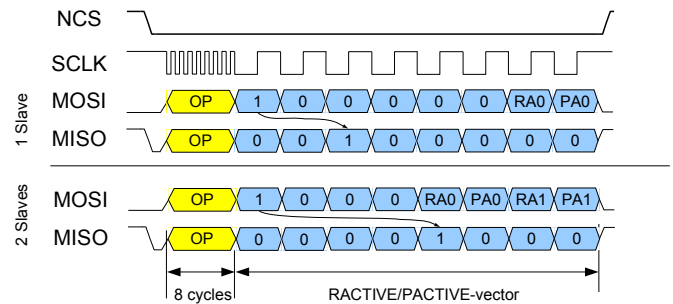 NCS
SCLK
1 Slave
MOSI OP 1 0 0 0 0 0 RA0 PA0
MISO OP 0 0 1 0 0 0 0 0
2 Slaves
MOSI OP 1 0 0 0 RA0 PA0 RA1 PA1
MISO OP 0 0 0 0 1 0 0 0
8 cycles RACTIVE/PACTIVE-vector